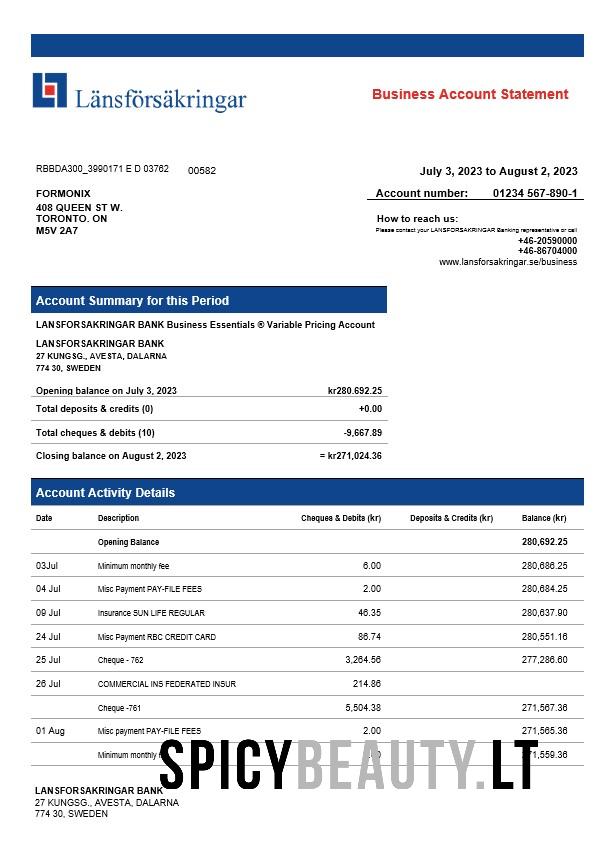 Länsförsäkringar
Business Account Statement
RBBDA300_3990171 E D 03762 00582
July 3, 2023 to August 2, 2023
FORMONIX
Account number: 01234 567-890-1
408 QUEEN ST W.
TORONTO. ON
M5V 2A7
How to reach us:
Please contact your LANSFORSAKRINGAR Banking representative or call
+46-20590000
+46-86704000
www.lansforsakringar.se/business
Account Summary for this Period
LANSFORSAKRINGAR BANK Business Essentials ® Variable Pricing Account
LANSFORSAKRINGAR BANK
27 KUNGSG., AVESTA, DALARNA
774 30, SWEDEN
Opening balance on July 3, 2023 kr280.692.25
Total deposits & credits (0) +0.00
Total cheques & debits (10) -9,667.89
Closing balance on August 2, 2023 = kr271,024.36
Account Activity Details
Date Description Cheques & Debits (kr) Deposits & Credits (kr) Balance (kr)
Opening Balance 280,692.25
03Jul Minimum monthly fee 6.00 280,686.25
04 Jul Misc Payment PAY-FILE FEES 2.00 280,684.25
09 Jul Insurance SUN LIFE REGULAR 46.35 280,637.90
24 Jul Misc Payment RBC CREDIT CARD 86.74 280,551.16
25 Jul Cheque - 762 3,264.56 277,286.60
26 Jul COMMERCIAL INS FEDERATED INSUR 214.86
Cheque -761 5,504.38 271,567.36
01 Aug Misc payment PAY-FILE FEES 2.00 271,565.36
Minimum monthly
SPICYBEAUTY.LT
LANSFORSAKRINGAR BANK
27 KUNGSG., AVESTA, DALARNA
774 30, SWEDEN